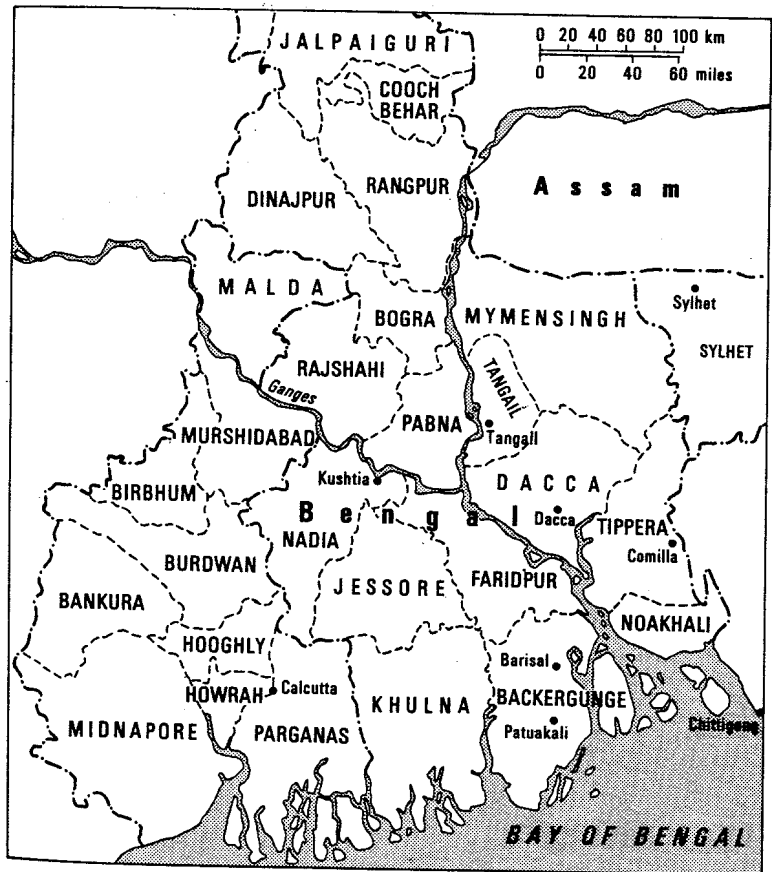 JALPAIGURI
0 20 40 60 80 100 km
0 20 40 60 miles
COOCH
BEHAR
DINAJPUR
RANGPUR
Assam
MALDA
BOGRA
MYMENSINGH
Sylhet
SYLHET
RAJSHAHI
TANGAIL
Ganges
PABNA
Tangail
MURSHIDABAD
Kushtia
DACCA
BIRBHUM
Bengal
Dacca
TIPPERA
NADIA
Comilla
BURDWAN
JESSORE
FARIDPUR
BANKURA
NOAKHALI
HOOGHLY
Barisal
HOWRAH
Calcutta
KHULNA
BACKERGUNGE
MIDNAPORE
PARGANAS
Patuakali
Chittigong
BAY OF BENGAL